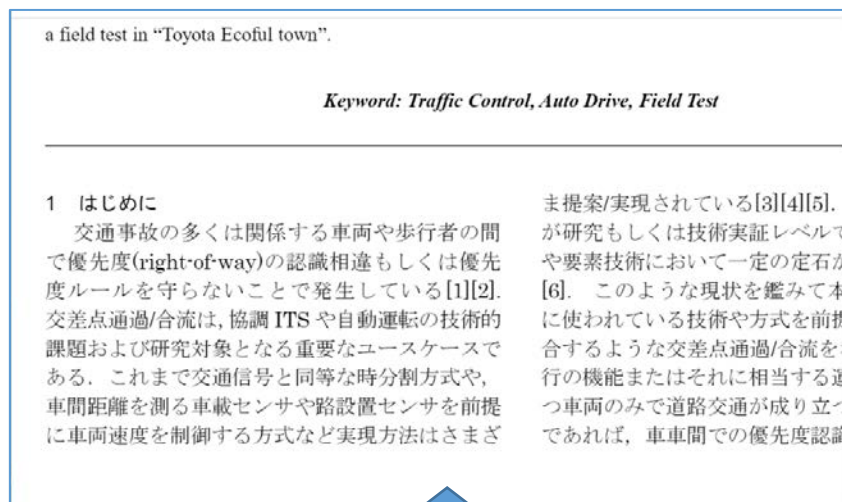 a field test in “Toyota Ecoful town”.
Keyword: Traffic Control, Auto Drive, Field Test
1 はじめに
交通事故の多くは関係する車両や歩行者の間
で優先度(right-of-way)の認識相違もしくは優先
度ルールを守らないことで発生している[1][2].
交差点通過/合流は, 協調 ITS や自動運転の技術的
課題および研究対象となる重要なユースケースで
ある．これまで交通信号と同等な時分割方式や,
車間距離を測る車載センサや路設置センサを前提
に車両速度を制御する方式など実現方法はさまざ
ま提案/実現されている[3][4][5].
が研究もしくは技術実証レベルで
や要素技術において一定の定石が
[6]. このような現状を鑑みて本
に使われている技術や方式を前提
合するような交差点通過/合流を
行の機能またはそれに相当する
つ車両のみで道路交通が成り立つ
であれば，車車間での優先度認識